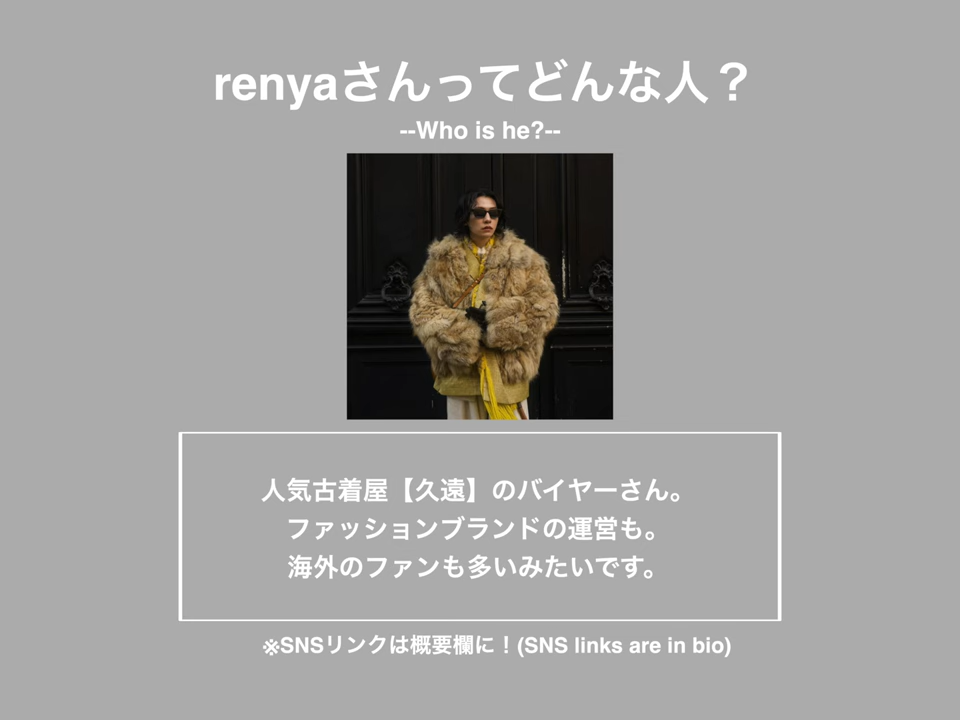 renyaさんってどんな人？
--Who is he?--
人気古着屋【久遠】のバイヤーさん。
ファッションブランドの運営も。
海外のファンも多いみたいです。
※SNSリンクは概要欄に！(SNS links are in bio)